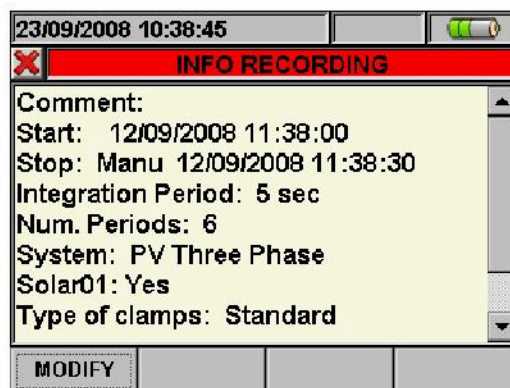 23/09/2008 10:38:45
INFO RECORDING
Comment:
Start: 12/09/2008 11:38:00
Stop: Manu 12/09/2008 11:38:30
Integration Period: 5 sec
Num. Periods: 6
System: PV Three Phase
Solar01: Yes
Type of clamps: Standard
MODIFY